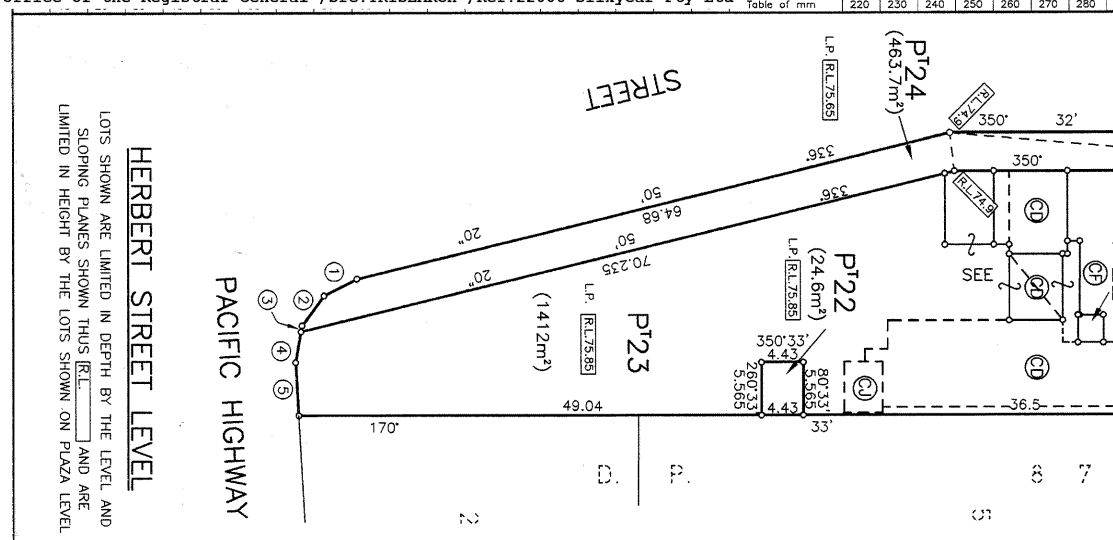 Table of mm 220 230 240 250 260 270 280
HERBERT STREET LEVEL
LOTS SHOWN ARE LIMITED IN DEPTH BY THE LEVEL AND
SLOPING PLANES SHOWN THUS R.L. AND ARE
LIMITED IN HEIGHT BY THE LOTS SHOWN ON PLAZA LEVEL
PACIFIC HIGHWAY
STREET
PT24
(463.7m²)
L.P. R.L.75.65
R.L.74.9
350°
32'
350°
R.L.74.9
336°
50'
20"
64.68
336°
50'
20"
70.235
1
2
3
4
5
PT23
(1412m²)
L.P. R.L.75.85
PT22
(24.6m²)
L.P. R.L.75.85
350°33'
4.43
260°33'
5.565
80°33'
5.565
4.43
49.04
170°
33'
36.5
SEE
CD
CD
CF
CD
CJ
D. P.
8 7
2
5